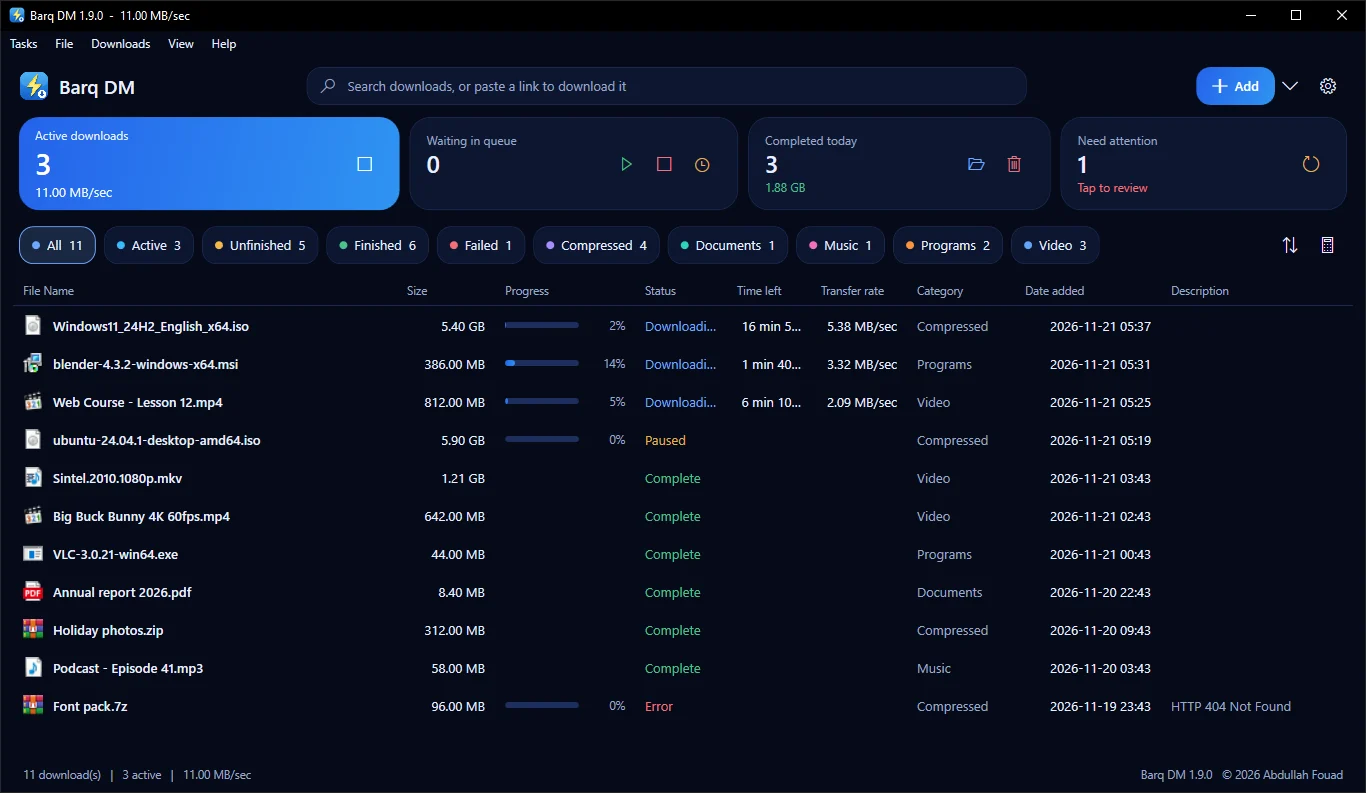 Barq DM 1.9.0 - 11.00 MB/sec
Tasks File Downloads View Help
Barq DM
Search downloads, or paste a link to download it
Add
Active downloads
3
11.00 MB/sec
Waiting in queue
0
Completed today
3
1.88 GB
Need attention
1
Tap to review
All 11 Active 3 Unfinished 5 Finished 6 Failed 1 Compressed 4 Documents 1 Music 1 Programs 2 Video 3
File Name Size Progress Status Time left Transfer rate Category Date added Description
Windows11_24H2_English_x64.iso 5.40 GB 2% Downloadi... 16 min 5... 5.38 MB/sec Compressed 2026-11-21 05:37
blender-4.3.2-windows-x64.msi 386.00 MB 14% Downloadi... 1 min 40... 3.32 MB/sec Programs 2026-11-21 05:31
Web Course - Lesson 12.mp4 812.00 MB 5% Downloadi... 6 min 10... 2.09 MB/sec Video 2026-11-21 05:25
ubuntu-24.04.1-desktop-amd64.iso 5.90 GB 0% Paused Compressed 2026-11-21 05:19
Sintel.2010.1080p.mkv 1.21 GB Complete Video 2026-11-21 03:43
Big Buck Bunny 4K 60fps.mp4 642.00 MB Complete Video 2026-11-21 02:43
VLC-3.0.21-win64.exe 44.00 MB Complete Programs 2026-11-21 00:43
PDF Annual report 2026.pdf 8.40 MB Complete Documents 2026-11-20 22:43
Holiday photos.zip 312.00 MB Complete Compressed 2026-11-20 09:43
Podcast - Episode 41.mp3 58.00 MB Complete Music 2026-11-20 03:43
Font pack.7z 96.00 MB 0% Error Compressed 2026-11-19 23:43 HTTP 404 Not Found
11 download(s) | 3 active | 11.00 MB/sec
Barq DM 1.9.0 © 2026 Abdullah Fouad